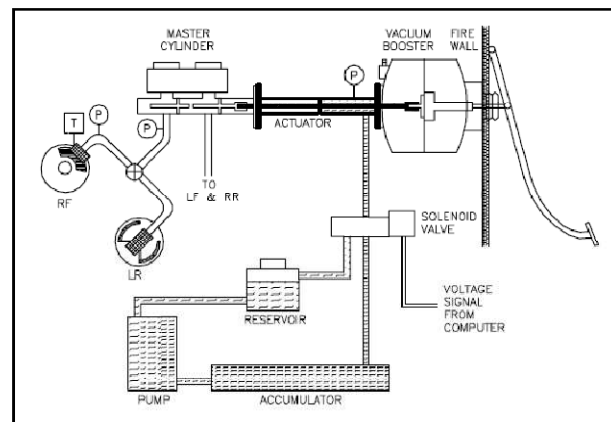 MASTER
CYLINDER
VACUUM
BOOSTER
FIRE
WALL
P
P
P
T
ACTUATOR
RF
TO
LF & RR
LR
SOLENOID
VALVE
RESERVOIR
VOLTAGE
SIGNAL
FROM
COMPUTER
PUMP
ACCUMULATOR